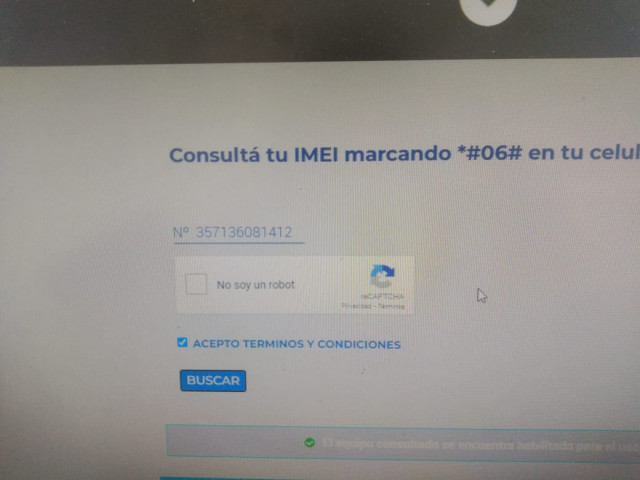 Consultá tu IMEI marcando *#06# en tu celul
Nº 357136081412
No soy un robot
reCAPTCHA
Privacidad - Términos
ACEPTO TERMINOS Y CONDICIONES
BUSCAR
El equipo consultado se encuentra habilitado para el uso